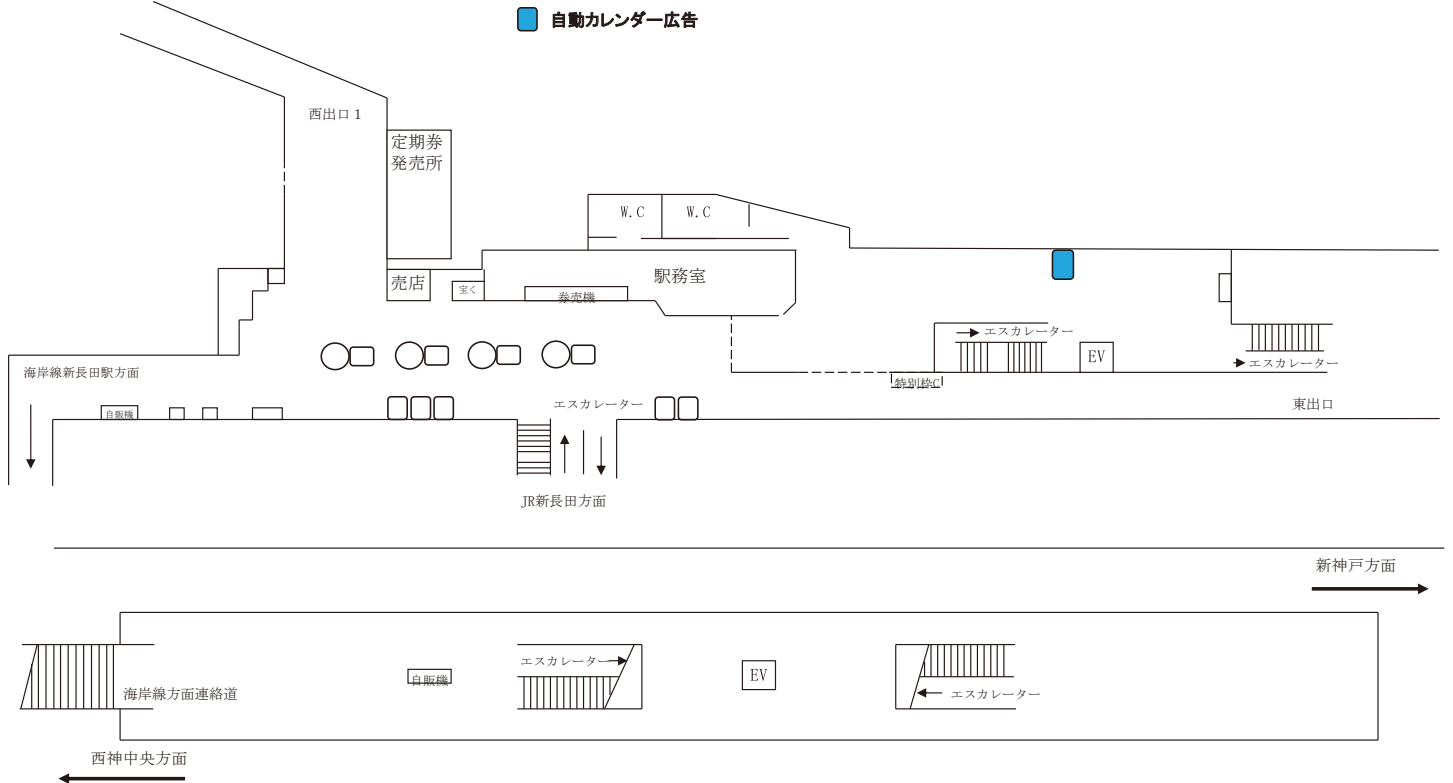 自動カレンダー広告
西出口1
定期券
発売所
W.C
W.C
売店
宝く
券売機
駅務室
エスカレーター
EV
エスカレーター
海岸線新長田駅方面
特別枠C
自販機
エスカレーター
東出口
JR新長田方面
新神戸方面
エスカレーター
自販機
EV
海岸線方面連絡道
エスカレーター
西神中央方面